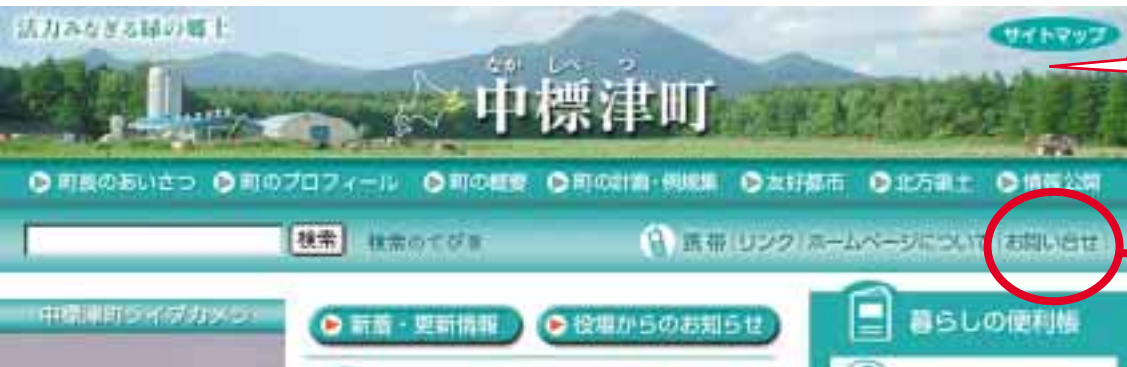 活力みなぎる緑の郷土
サイトマップ
なか しべ つ
中標津町
町長のあいさつ 町のプロフィール 町の概要 町の計画・例規集 友好都市 北方領土 情報公開
検索 検索のてびき 携帯 | リンク | ホームページについて | お問い合せ
中標津町ライブカメラ
新着・更新情報 役場からのお知らせ
暮らしの便利帳